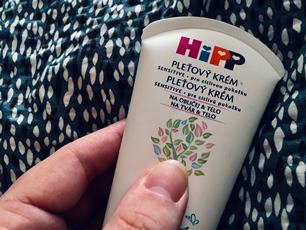 HiPP
PLEŤOVÝ KRÉM
SENSITIVE • pro citlivou pokožku
PLEŤOVÝ KRÉM
SENSITIVE • pre citlivú pokožku
NA OBLIČEJ & TĚLO
NA TVÁR & TELO